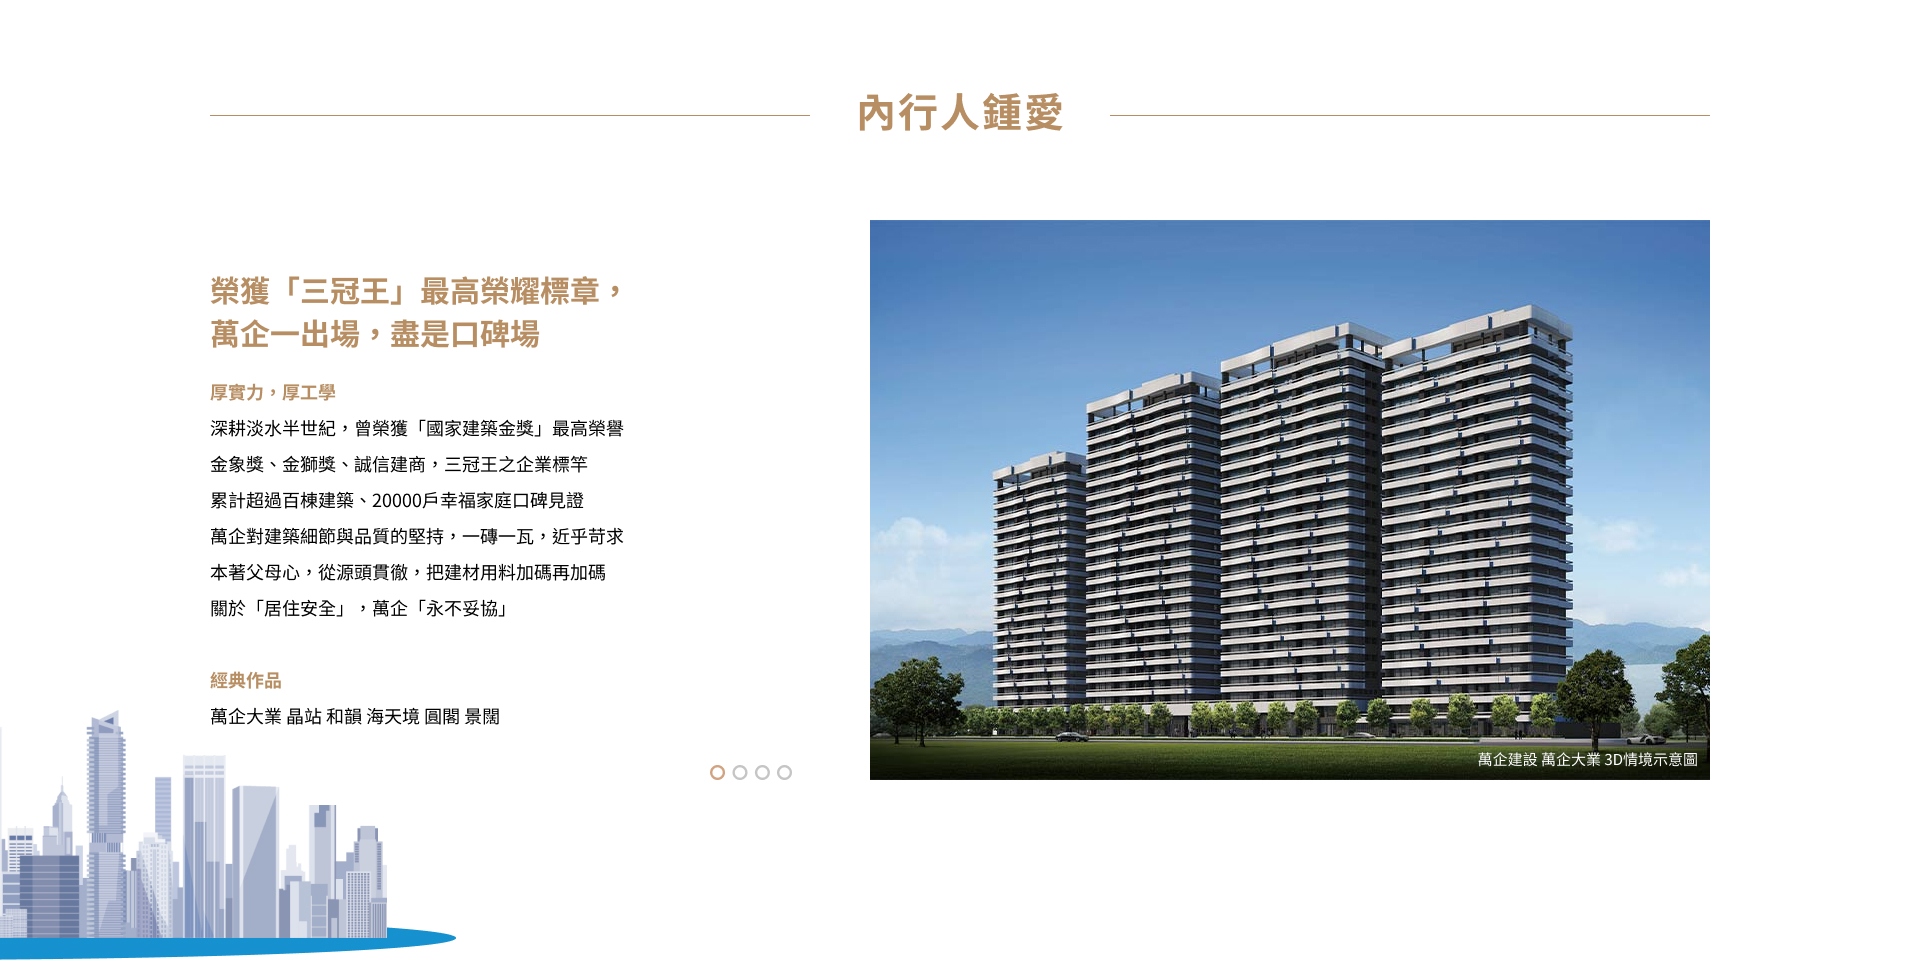 內行人鍾愛
榮獲「三冠王」最高榮耀標章，
萬企一出場，盡是口碑場
厚實力，厚工學
深耕淡水半世紀，曾榮獲「國家建築金獎」最高榮譽
金象獎、金獅獎、誠信建商，三冠王之企業標竿
累計超過百棟建築、20000戶幸福家庭口碑見證
萬企對建築細節與品質的堅持，一磚一瓦，近乎苛求
本著父母心，從源頭貫徹，把建材用料加碼再加碼
關於「居住安全」，萬企「永不妥協」
經典作品
萬企大業 晶站 和韻 海天境 圓閣 景闊
萬企建設 萬企大業 3D情境示意圖